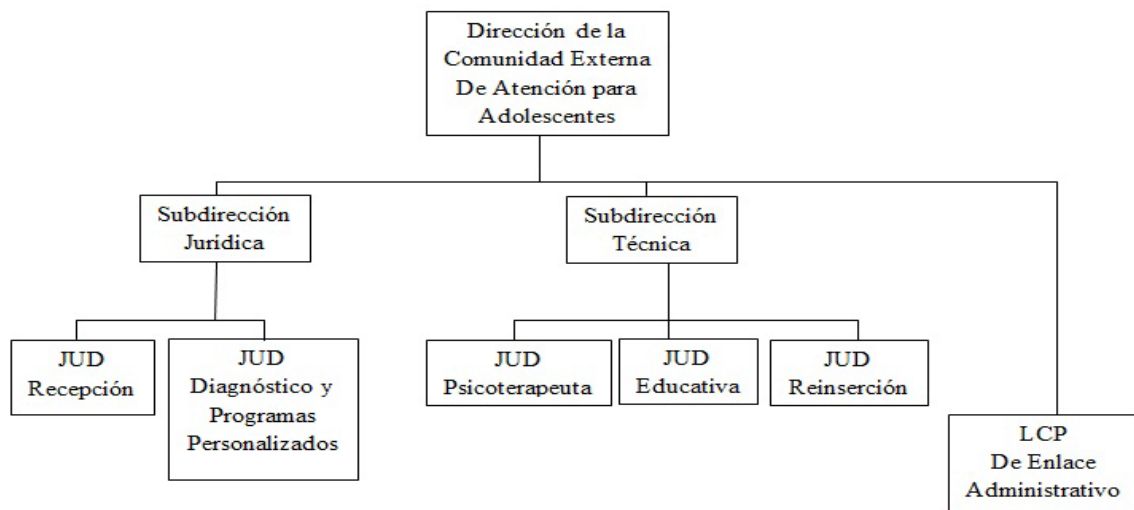 Dirección de la
Comunidad Externa
De Atención para
Adolescentes
Subdirección
Jurídica
Subdirección
Técnica
JUD
Recepción
JUD
Diagnóstico y
Programas
Personalizados
JUD
Psicoterapeuta
JUD
Educativa
JUD
Reinserción
LCP
De Enlace
Administrativo